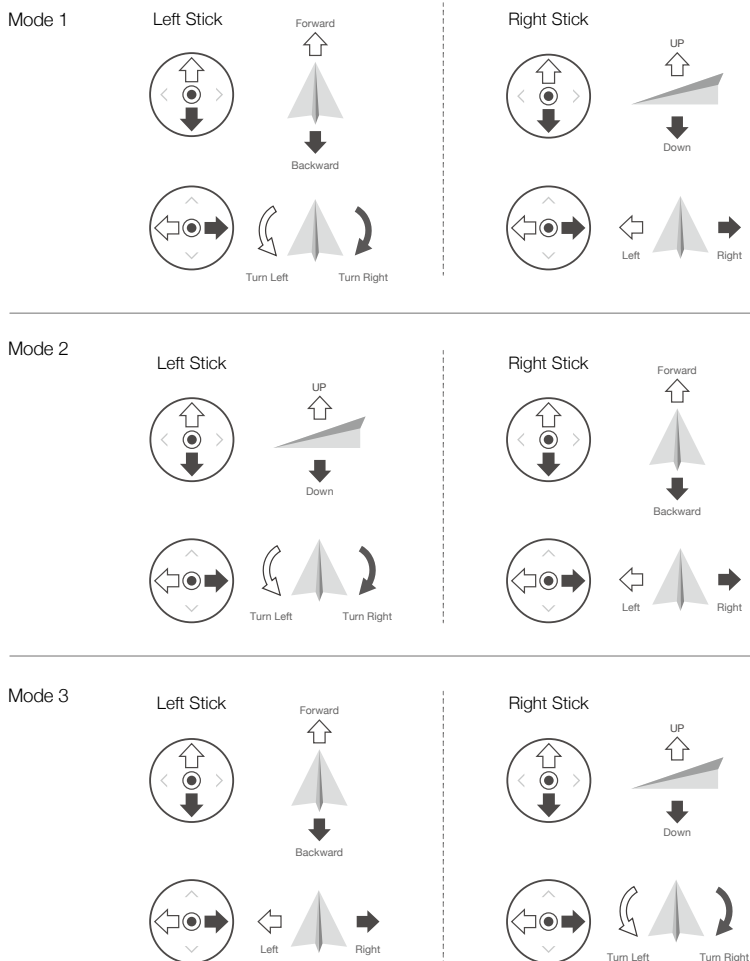 Mode 1
Left Stick
Right Stick
Forward
UP
Backward
Down
Turn Left
Turn Right
Left
Right
Mode 2
Left Stick
Right Stick
UP
Forward
Down
Backward
Turn Left
Turn Right
Left
Right
Mode 3
Left Stick
Right Stick
Forward
UP
Backward
Down
Left
Right
Turn Left
Turn Right